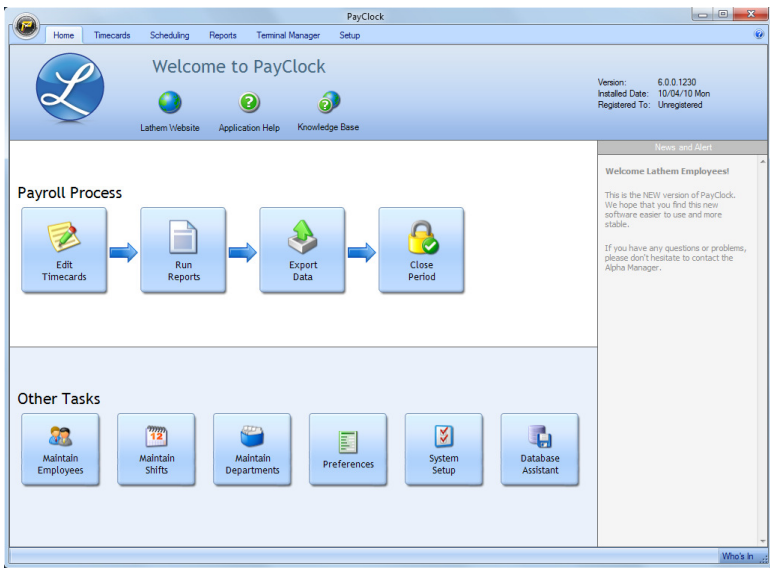 PayClock
Home Timecards Scheduling Reports Terminal Manager Setup
Welcome to PayClock
Lathem Website Application Help Knowledge Base
Version: 6.0.0.1230
Installed Date: 10/04/10 Mon
Registered To: Unregistered
News and Alert
Welcome Lathem Employees!
This is the NEW version of PayClock.
We hope that you find this new
software easier to use and more
stable.
If you have any questions or problems,
please don't hesitate to contact the
Alpha Manager.
Payroll Process
Edit
Timecards
Run
Reports
Export
Data
Close
Period
Other Tasks
12
Maintain
Employees
Maintain
Shifts
Maintain
Departments
Preferences
System
Setup
Database
Assistant
Who's In